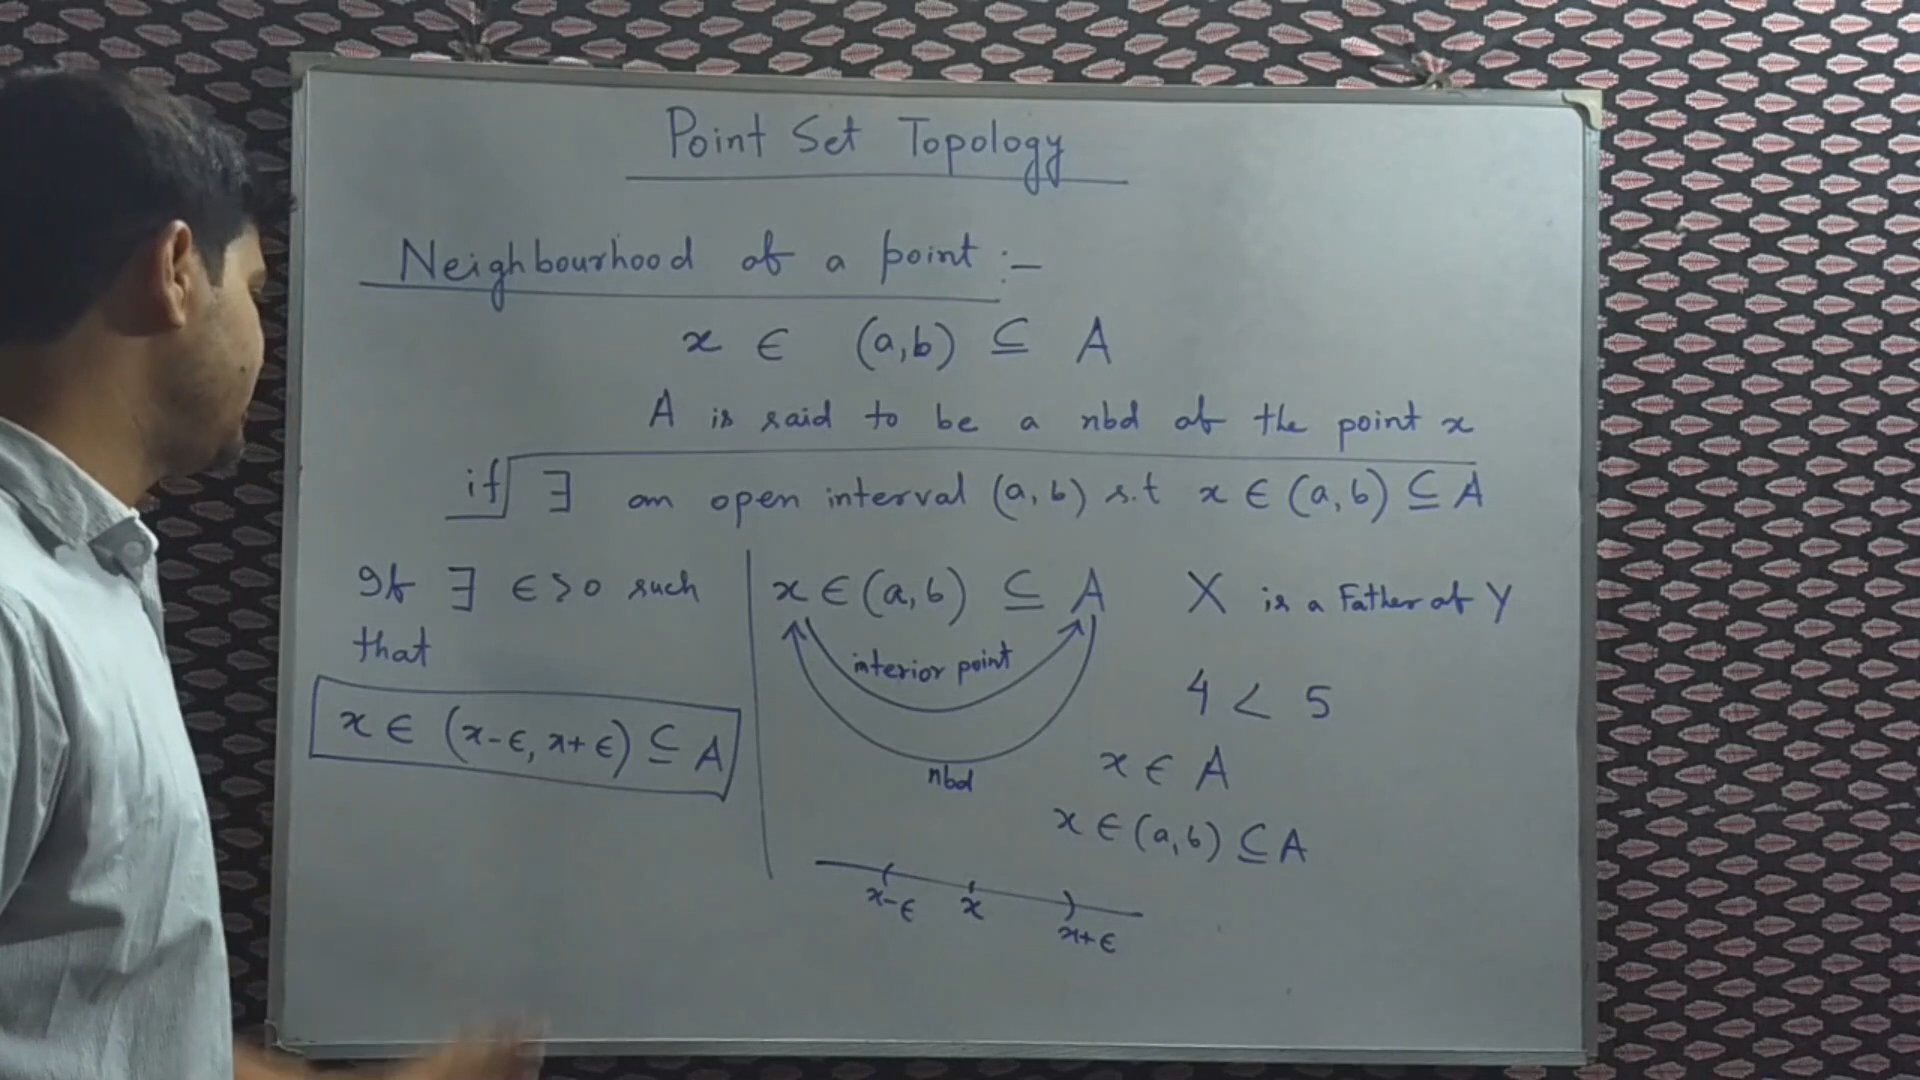 Point Set Topology
Neighbourhood of a point :-
x ∈ (a,b) ⊆ A
A is said to be a nbd of the point x
if ∃ an open interval (a,b) s.t x ∈ (a,b) ⊆ A
If ∃ ϵ>0 such
that
x ∈ (x-ϵ, x+ϵ) ⊆ A
x ∈ (a,b) ⊆ A
interior point
nbd
X is a Father of Y
4 < 5
x ∈ A
x ∈ (a,b) ⊆ A
x-ϵ x x+ϵ